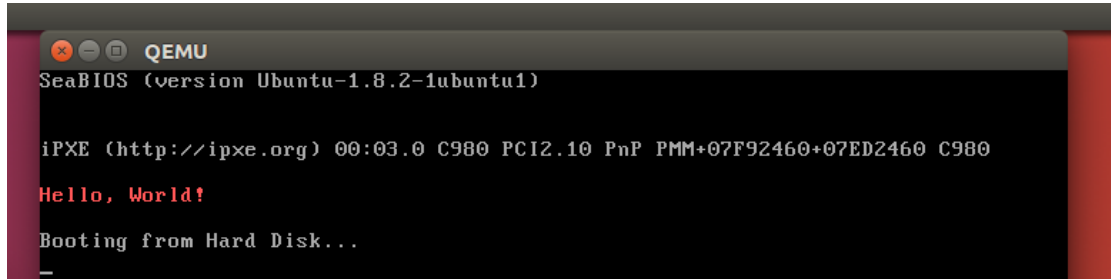 QEMU
SeaBIOS (version Ubuntu-1.8.2-1ubuntu1)
iPXE (http://ipxe.org) 00:03.0 C980 PCI2.10 PnP PMM+07F92460+07ED2460 C980
Hello, World!
Booting from Hard Disk...